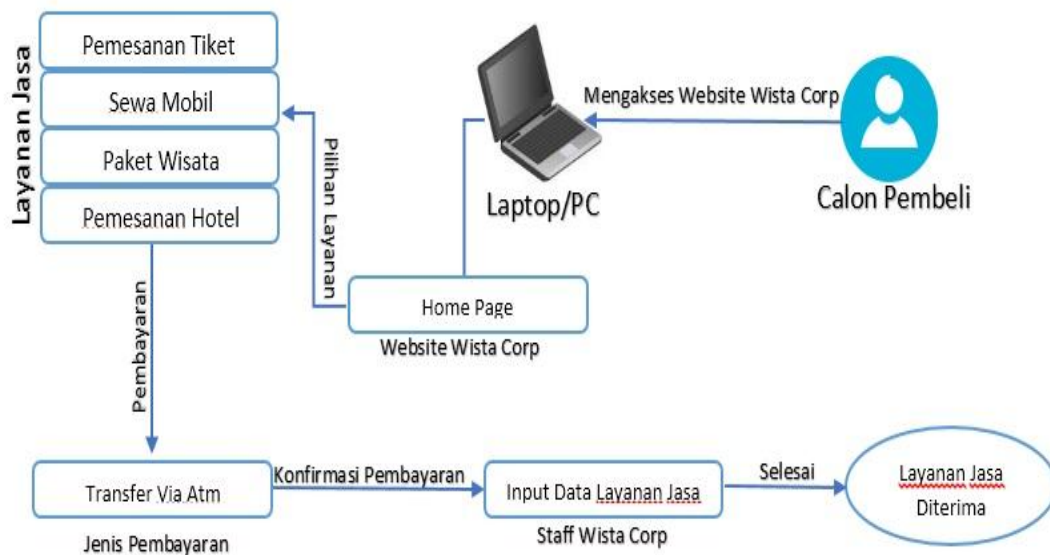 Layanan Jasa
Pemesanan Tiket
Sewa Mobil
Paket Wisata
Pemesanan Hotel
Pilihan Layanan
Mengakses Website Wista Corp
Laptop/PC
Calon Pembeli
Home Page
Website Wista Corp
Pembayaran
Transfer Via Atm
Jenis Pembayaran
Konfirmasi Pembayaran
Input Data Layanan Jasa
Staff Wista Corp
Selesai
Layanan Jasa
Diterima